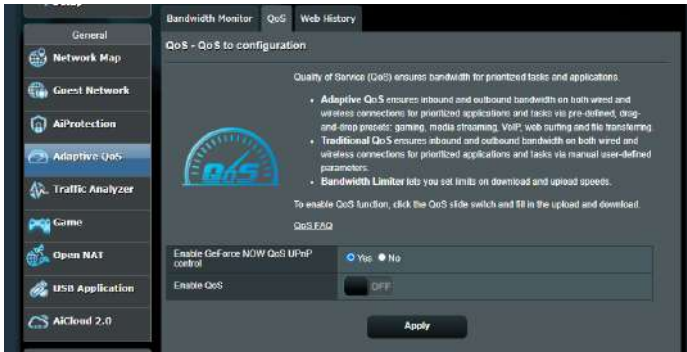 Bandwidth Monitor QoS Web History
General
QoS - QoS to configuration
Network Map
Quality of Service (QoS) ensures bandwidth for prioritized tasks and applications.
Guest Network
Adaptive QoS ensures inbound and outbound bandwidth on both wired and
wireless connections for prioritized applications and tasks via pre-defined, drag-
and-drop presets: gaming, media streaming, VoIP, web surfing and file transferring.
AiProtection
Traditional QoS ensures inbound and outbound bandwidth on both wired and
wireless connections for prioritized applications and tasks via manual user-defined
parameters.
Adaptive QoS
QoS
Bandwidth Limiter lets you set limits on download and upload speeds.
Traffic Analyzer
To enable QoS function, click the QoS slide switch and fill in the upload and download.
Game
QoS FAQ
Open NAT
Enable GeForce NOW QoS UPnP
control
Yes No
USB Application
Enable QoS
OFF
AiCloud 2.0
Apply